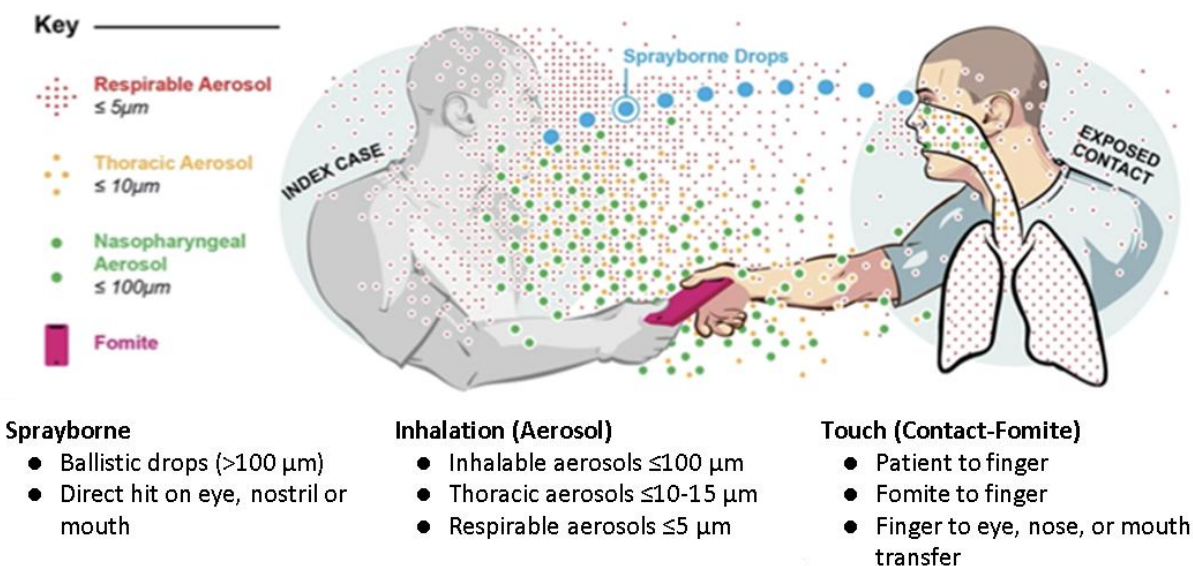 Key
Respirable Aerosol
≤ 5µm
Thoracic Aerosol
≤ 10µm
Nasopharyngeal
Aerosol
≤ 100µm
Fomite
INDEX CASE
Sprayborne Drops
EXPOSED
CONTACT
Sprayborne
● Ballistic drops (>100 µm)
● Direct hit on eye, nostril or
mouth
Inhalation (Aerosol)
● Inhalable aerosols ≤100 µm
● Thoracic aerosols ≤10-15 µm
● Respirable aerosols ≤5 µm
Touch (Contact-Fomite)
● Patient to finger
● Fomite to finger
● Finger to eye, nose, or mouth
transfer